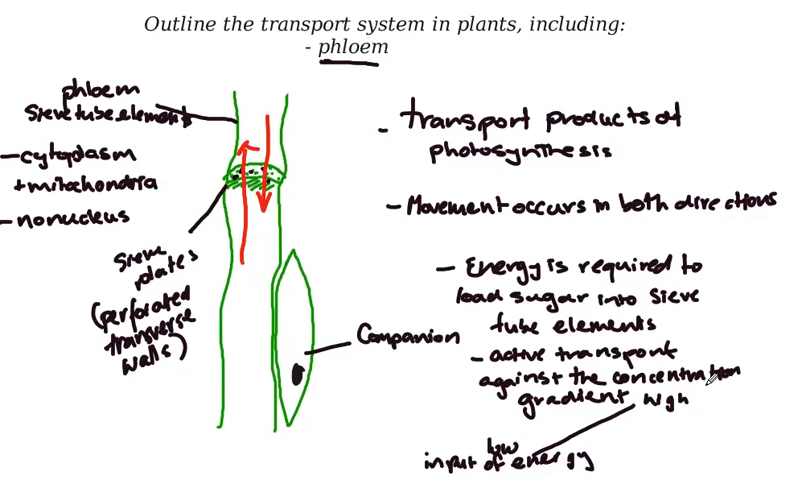 Outline the transport system in plants, including:
- phloem
phloem
Sieve tube elements
- cytoplasm
+ mitochondria
- no nucleus
Sieve
plates
(perforated
transverse
walls)
Companion
- transport products of
photosynthesis
- Movement occurs in both directions
- Energy is required to
load sugar into sieve
tube elements
- active transport
against the concentration
gradient high
low
input of energy